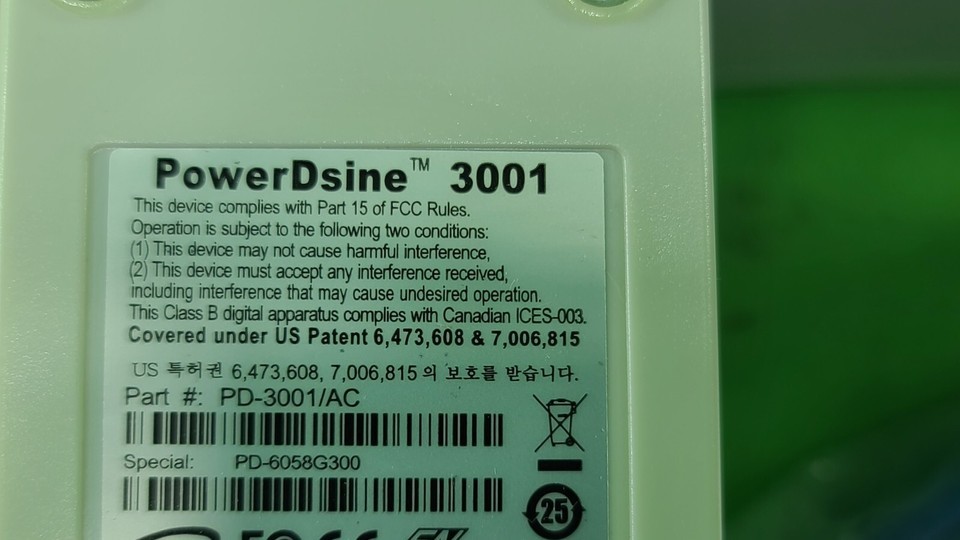 PowerDsine™ 3001
This device complies with Part 15 of FCC Rules.
Operation is subject to the following two conditions:
(1) This device may not cause harmful interference,
(2) This device must accept any interference received,
including interference that may cause undesired operation.
This Class B digital apparatus complies with Canadian ICES-003.
Covered under US Patent 6,473,608 & 7,006,815
US 특허권 6,473,608, 7,006,815 의 보호를 받습니다.
Part #: PD-3001/AC
Special: PD-6058G300
25